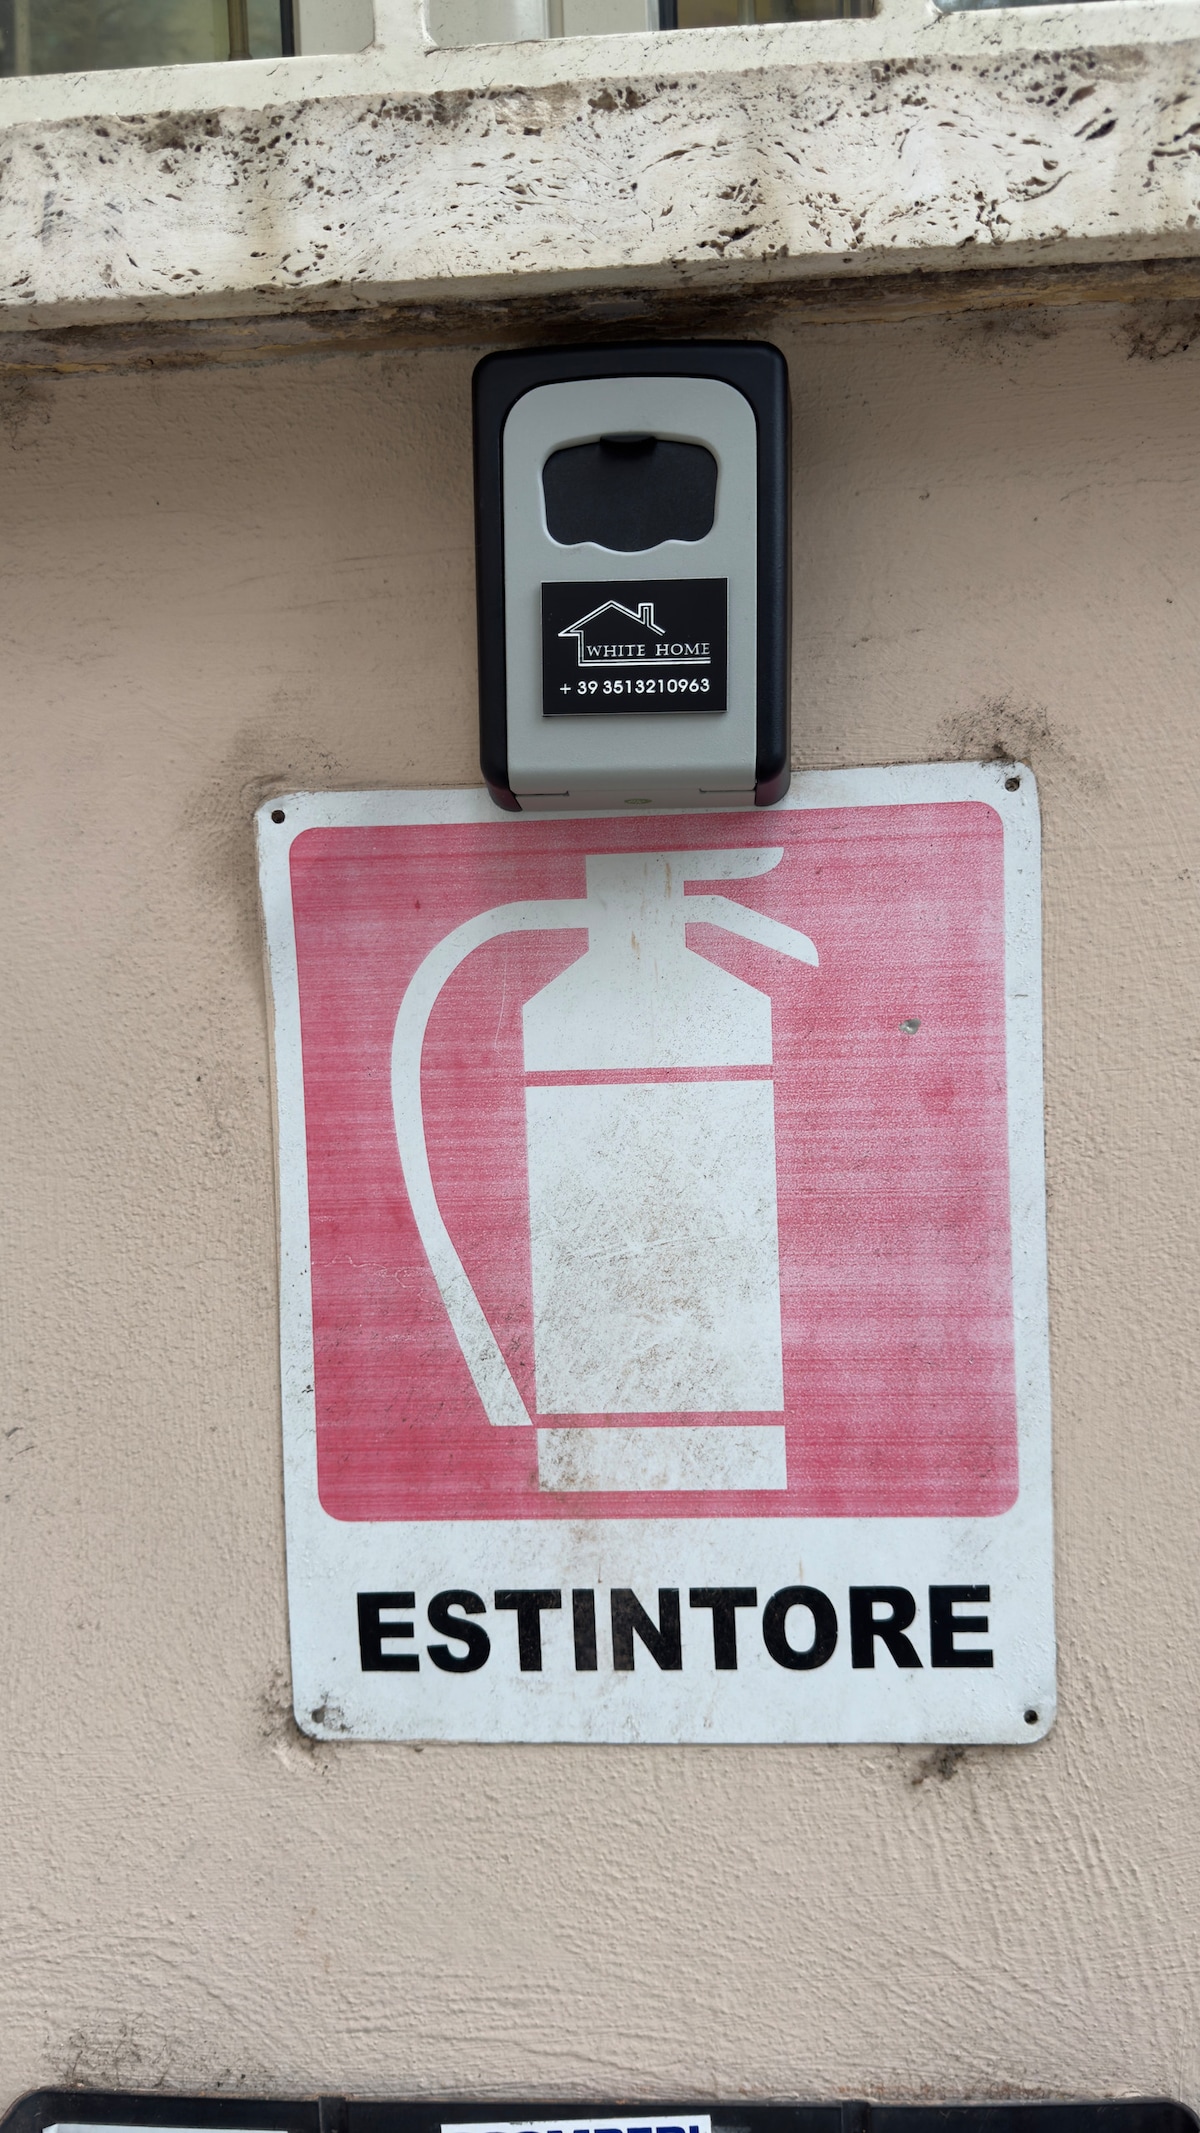 WHITE HOME
+ 39 3513210963
ESTINTORE